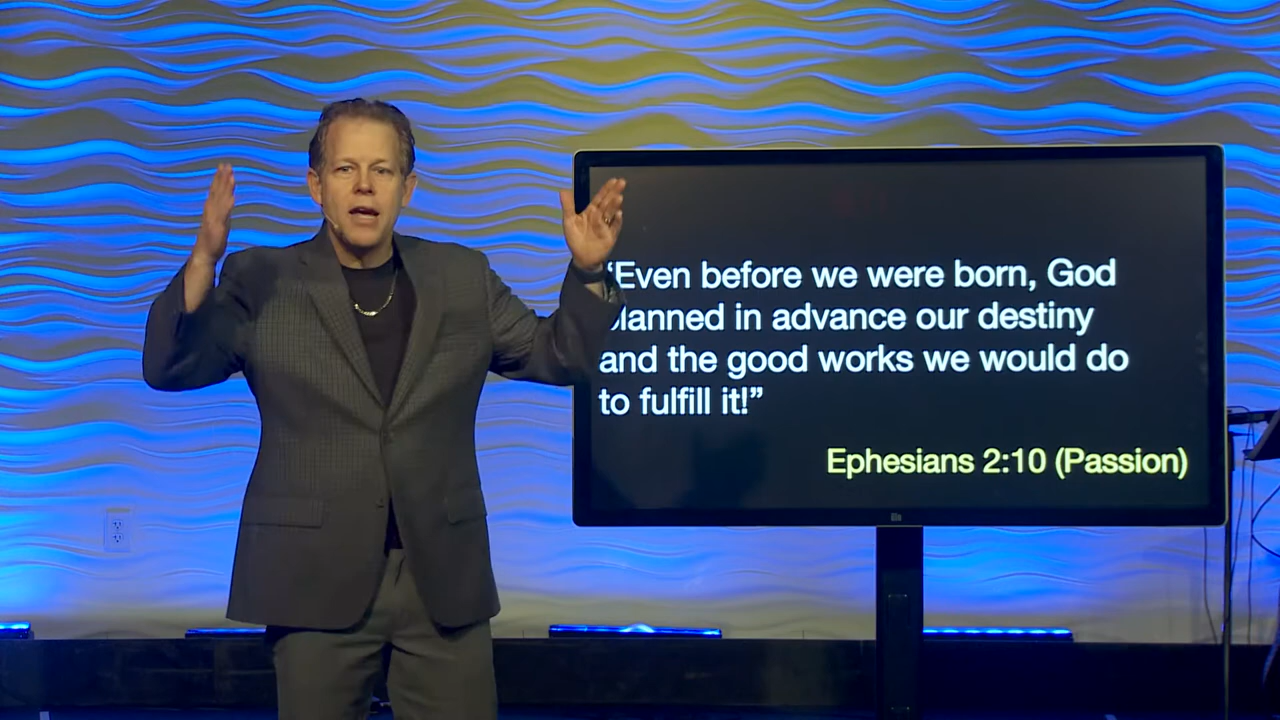 “Even before we were born, God
planned in advance our destiny
and the good works we would do
to fulfill it!”
Ephesians 2:10 (Passion)